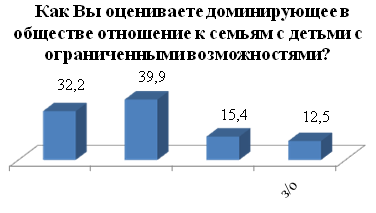 Как Вы оцениваете доминирующее в
обществе отношение к семьям с детьми с
ограниченными возможностями?
32,2
39,9
15,4
12,5
з/о